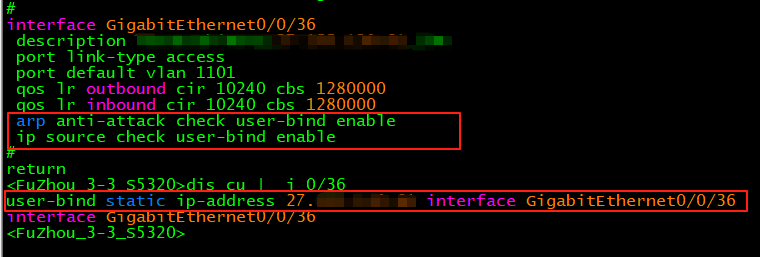 #
interface GigabitEthernet0/0/36
description
port link-type access
port default vlan 1101
qos lr outbound cir 10240 cbs 1280000
qos lr inbound cir 10240 cbs 1280000
arp anti-attack check user-bind enable
ip source check user-bind enable
#
return
<FuZhou_3-3_S5320>dis cu | i 0/36
user-bind static ip-address 27. interface GigabitEthernet0/0/36
interface GigabitEthernet0/0/36
<FuZhou_3-3_S5320>